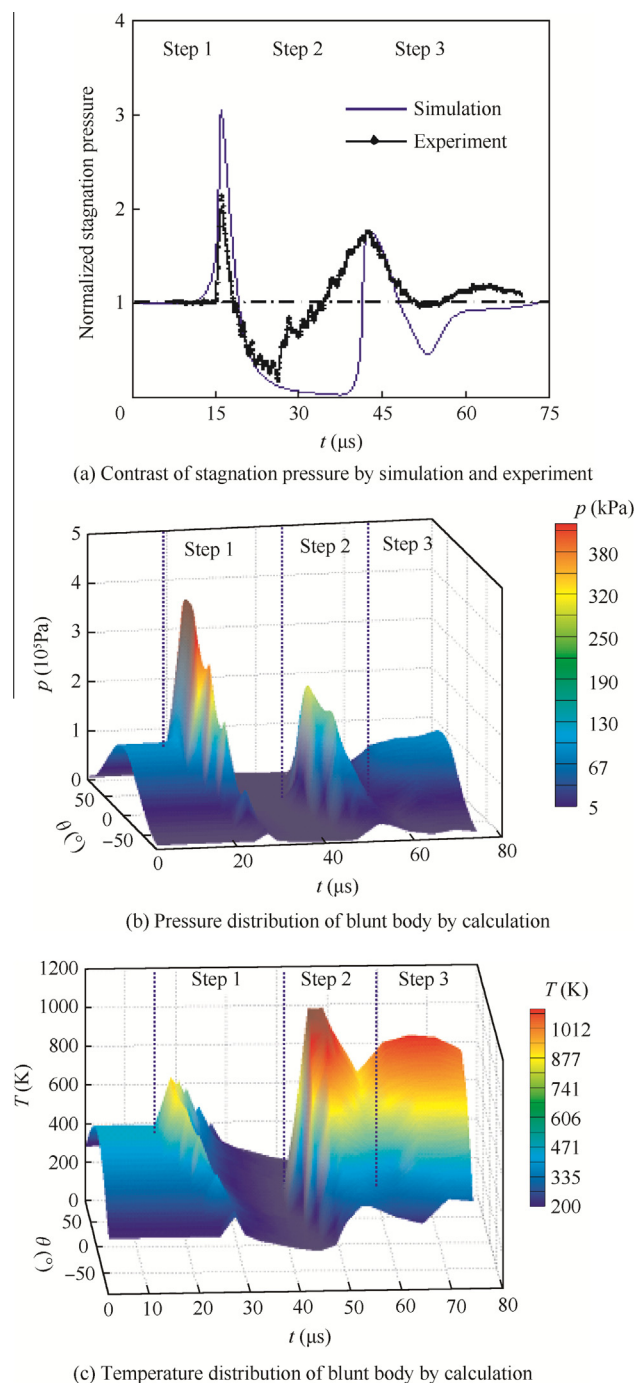 4
Step 1 Step 2 Step 3
3
Simulation
Experiment
2
1
Normalized stagnation pressure
0 15 30 45 60 75
t (μs)
(a) Contrast of stagnation pressure by simulation and experiment
p (kPa)
5
Step 1 Step 2 Step 3
4
3
2
1
0
p (10⁵Pa)
380
320
250
190
130
67
5
50
0
−50
θ (°)
0 20 40 60 80
t (μs)
(b) Pressure distribution of blunt body by calculation
1200
Step 1 Step 2 Step 3
1000
800
600
400
200
0
T (K)
T (K)
1012
877
741
606
471
335
200
50
0
−50
θ (°)
0 10 20 30 40 50 60 70 80
t (μs)
(c) Temperature distribution of blunt body by calculation